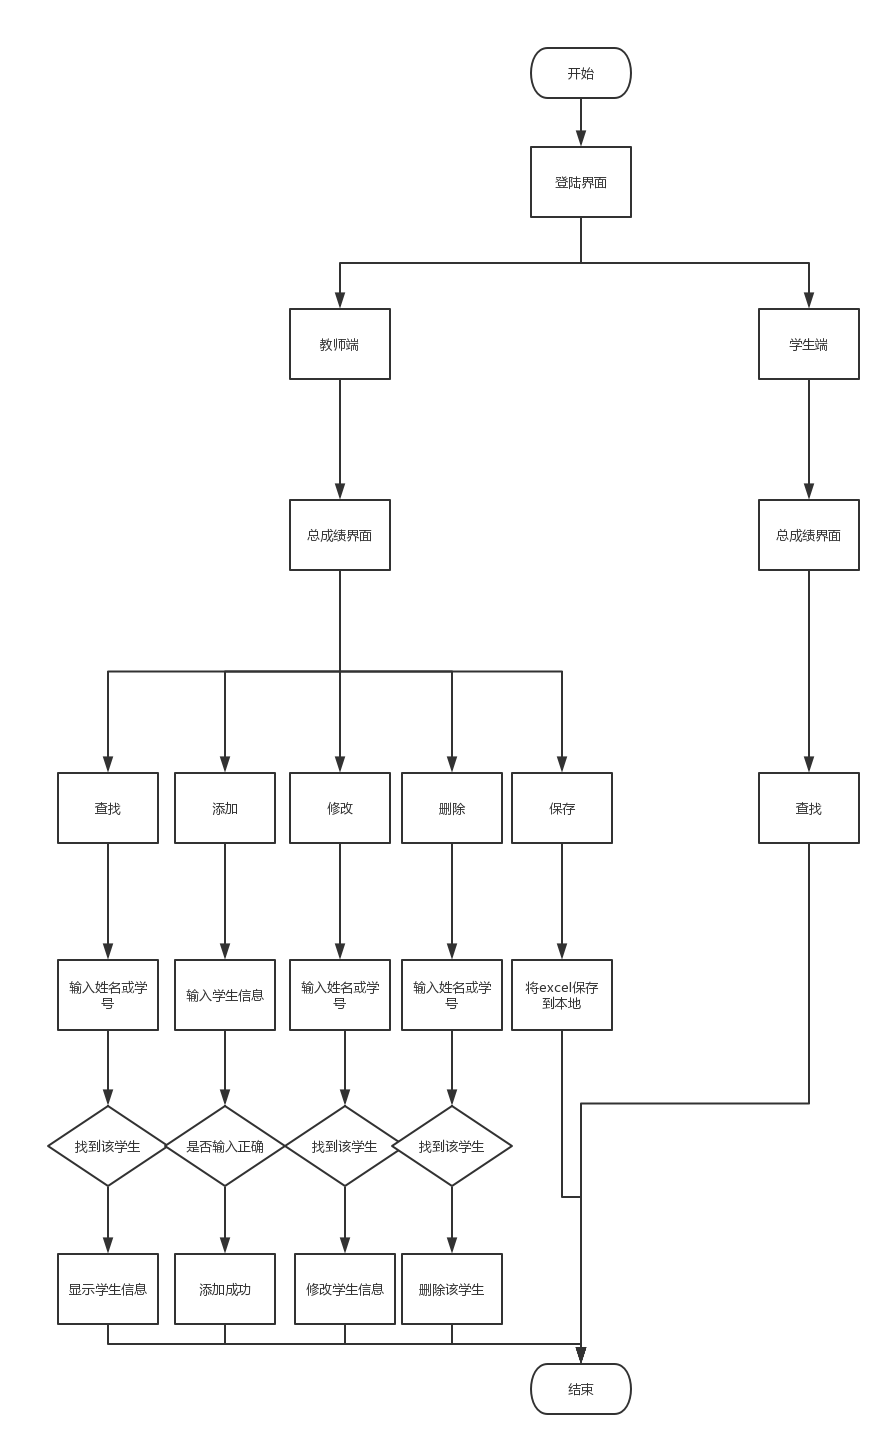 开始
登陆界面
教师端
学生端
总成绩界面
总成绩界面
查找
添加
修改
删除
保存
查找
输入姓名或学
号
输入学生信息
输入姓名或学
号
输入姓名或学
号
将excel保存
到本地
找到该学生
是否输入正确
找到该学生
找到该学生
显示学生信息
添加成功
修改学生信息
删除该学生
结束